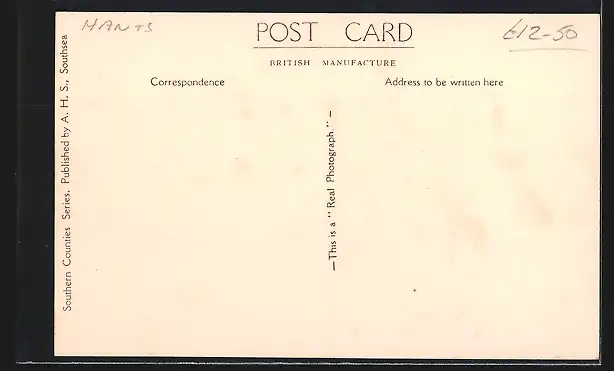 HANTS
£12-50
POST CARD
BRITISH MANUFACTURE
Correspondence
Address to be written here
—This is a "Real Photograph."—
Southern Counties Series, Published by A. H. S., Southsea